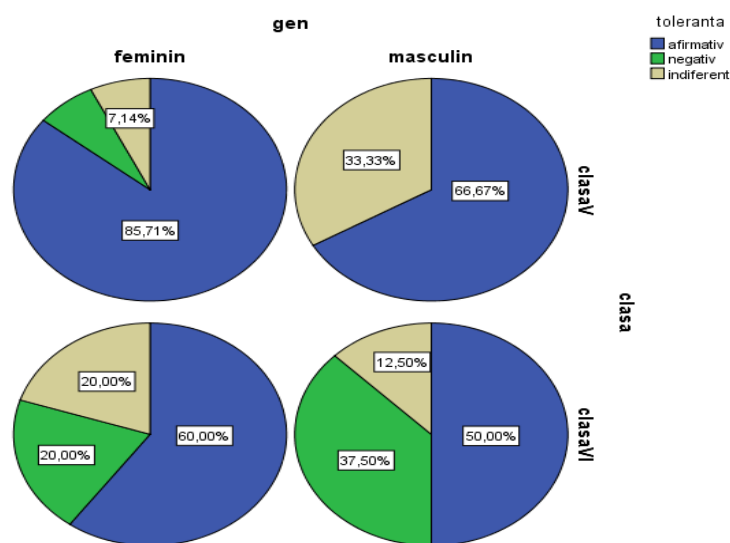 gen
feminin
masculin
toleranta
afirmativ
negativ
indiferent
7,14%
85,71%
33,33%
66,67%
clasaV
20,00%
20,00%
60,00%
12,50%
37,50%
50,00%
clasaVI
clasa